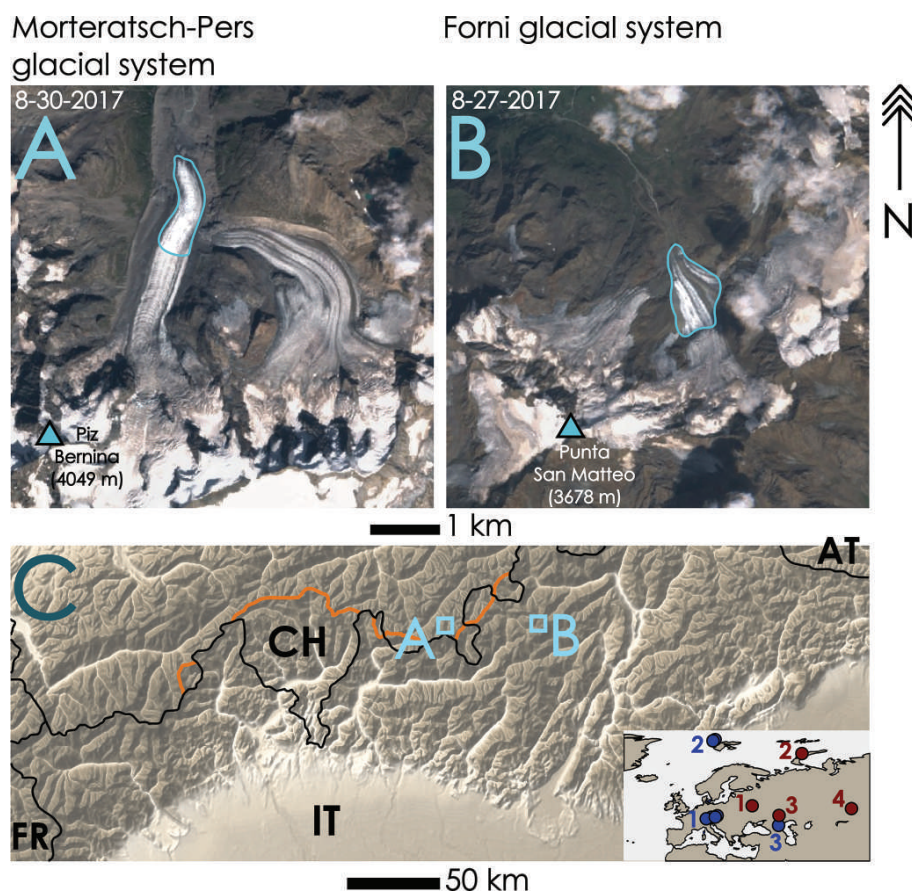 Morteratsch-Pers
glacial system
Forni glacial system
8-30-2017
A
8-27-2017
B
N
Piz
Bernina
(4049 m)
Punta
San Matteo
(3678 m)
1 km
C
AT
CH
A
B
IT
FR
2
2
1
1
3
4
3
50 km